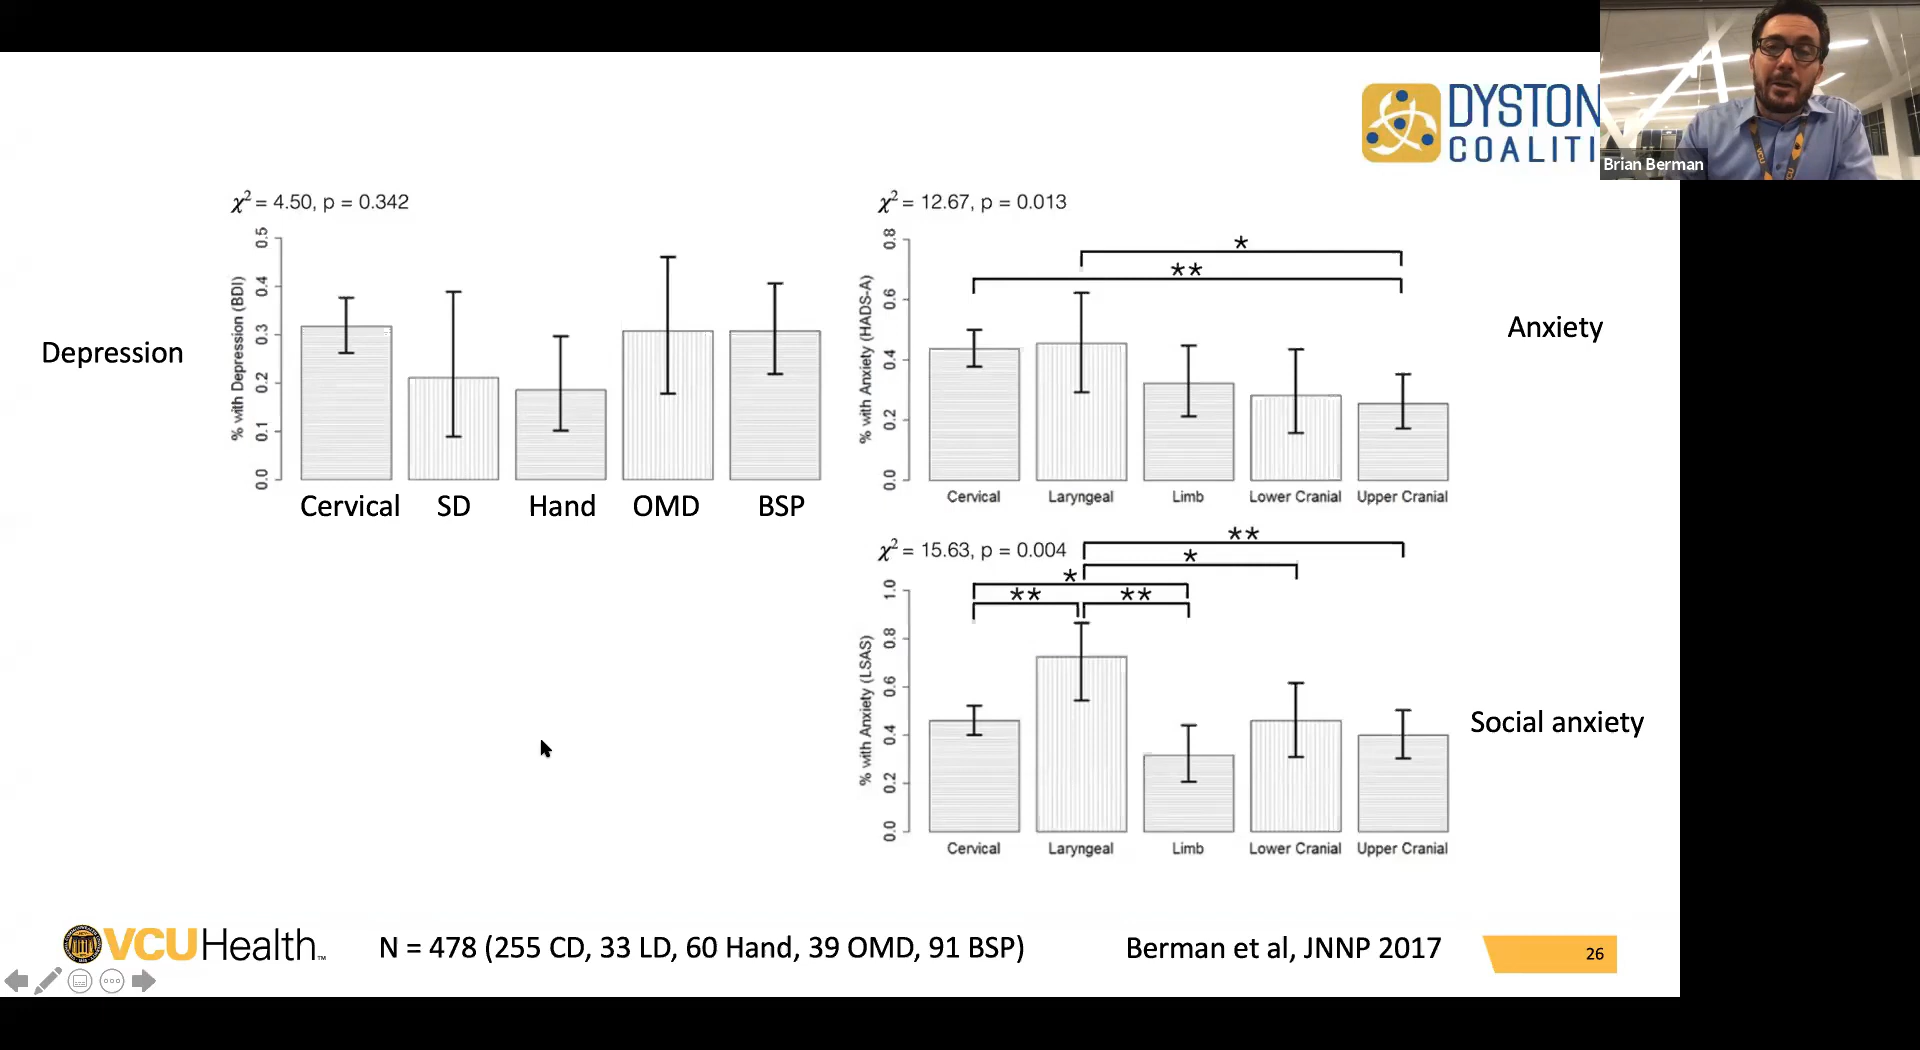 DYSTON
COALITI
Brian Berman
χ² = 4.50, p = 0.342
% with Depression (BDI)
0.5
0.4
0.3
0.2
0.1
0.0
Depression
Cervical SD Hand OMD BSP
χ² = 12.67, p = 0.013
% with Anxiety (HADS-A)
0.8
0.6
0.4
0.2
0.0
*
**
Cervical Laryngeal Limb Lower Cranial Upper Cranial
Anxiety
χ² = 15.63, p = 0.004
% with Anxiety (LSAS)
1.0
0.8
0.6
0.4
0.2
0.0
**
*
*
** **
Cervical Laryngeal Limb Lower Cranial Upper Cranial
Social anxiety
VCU Health™
N = 478 (255 CD, 33 LD, 60 Hand, 39 OMD, 91 BSP)
Berman et al, JNNP 2017
26